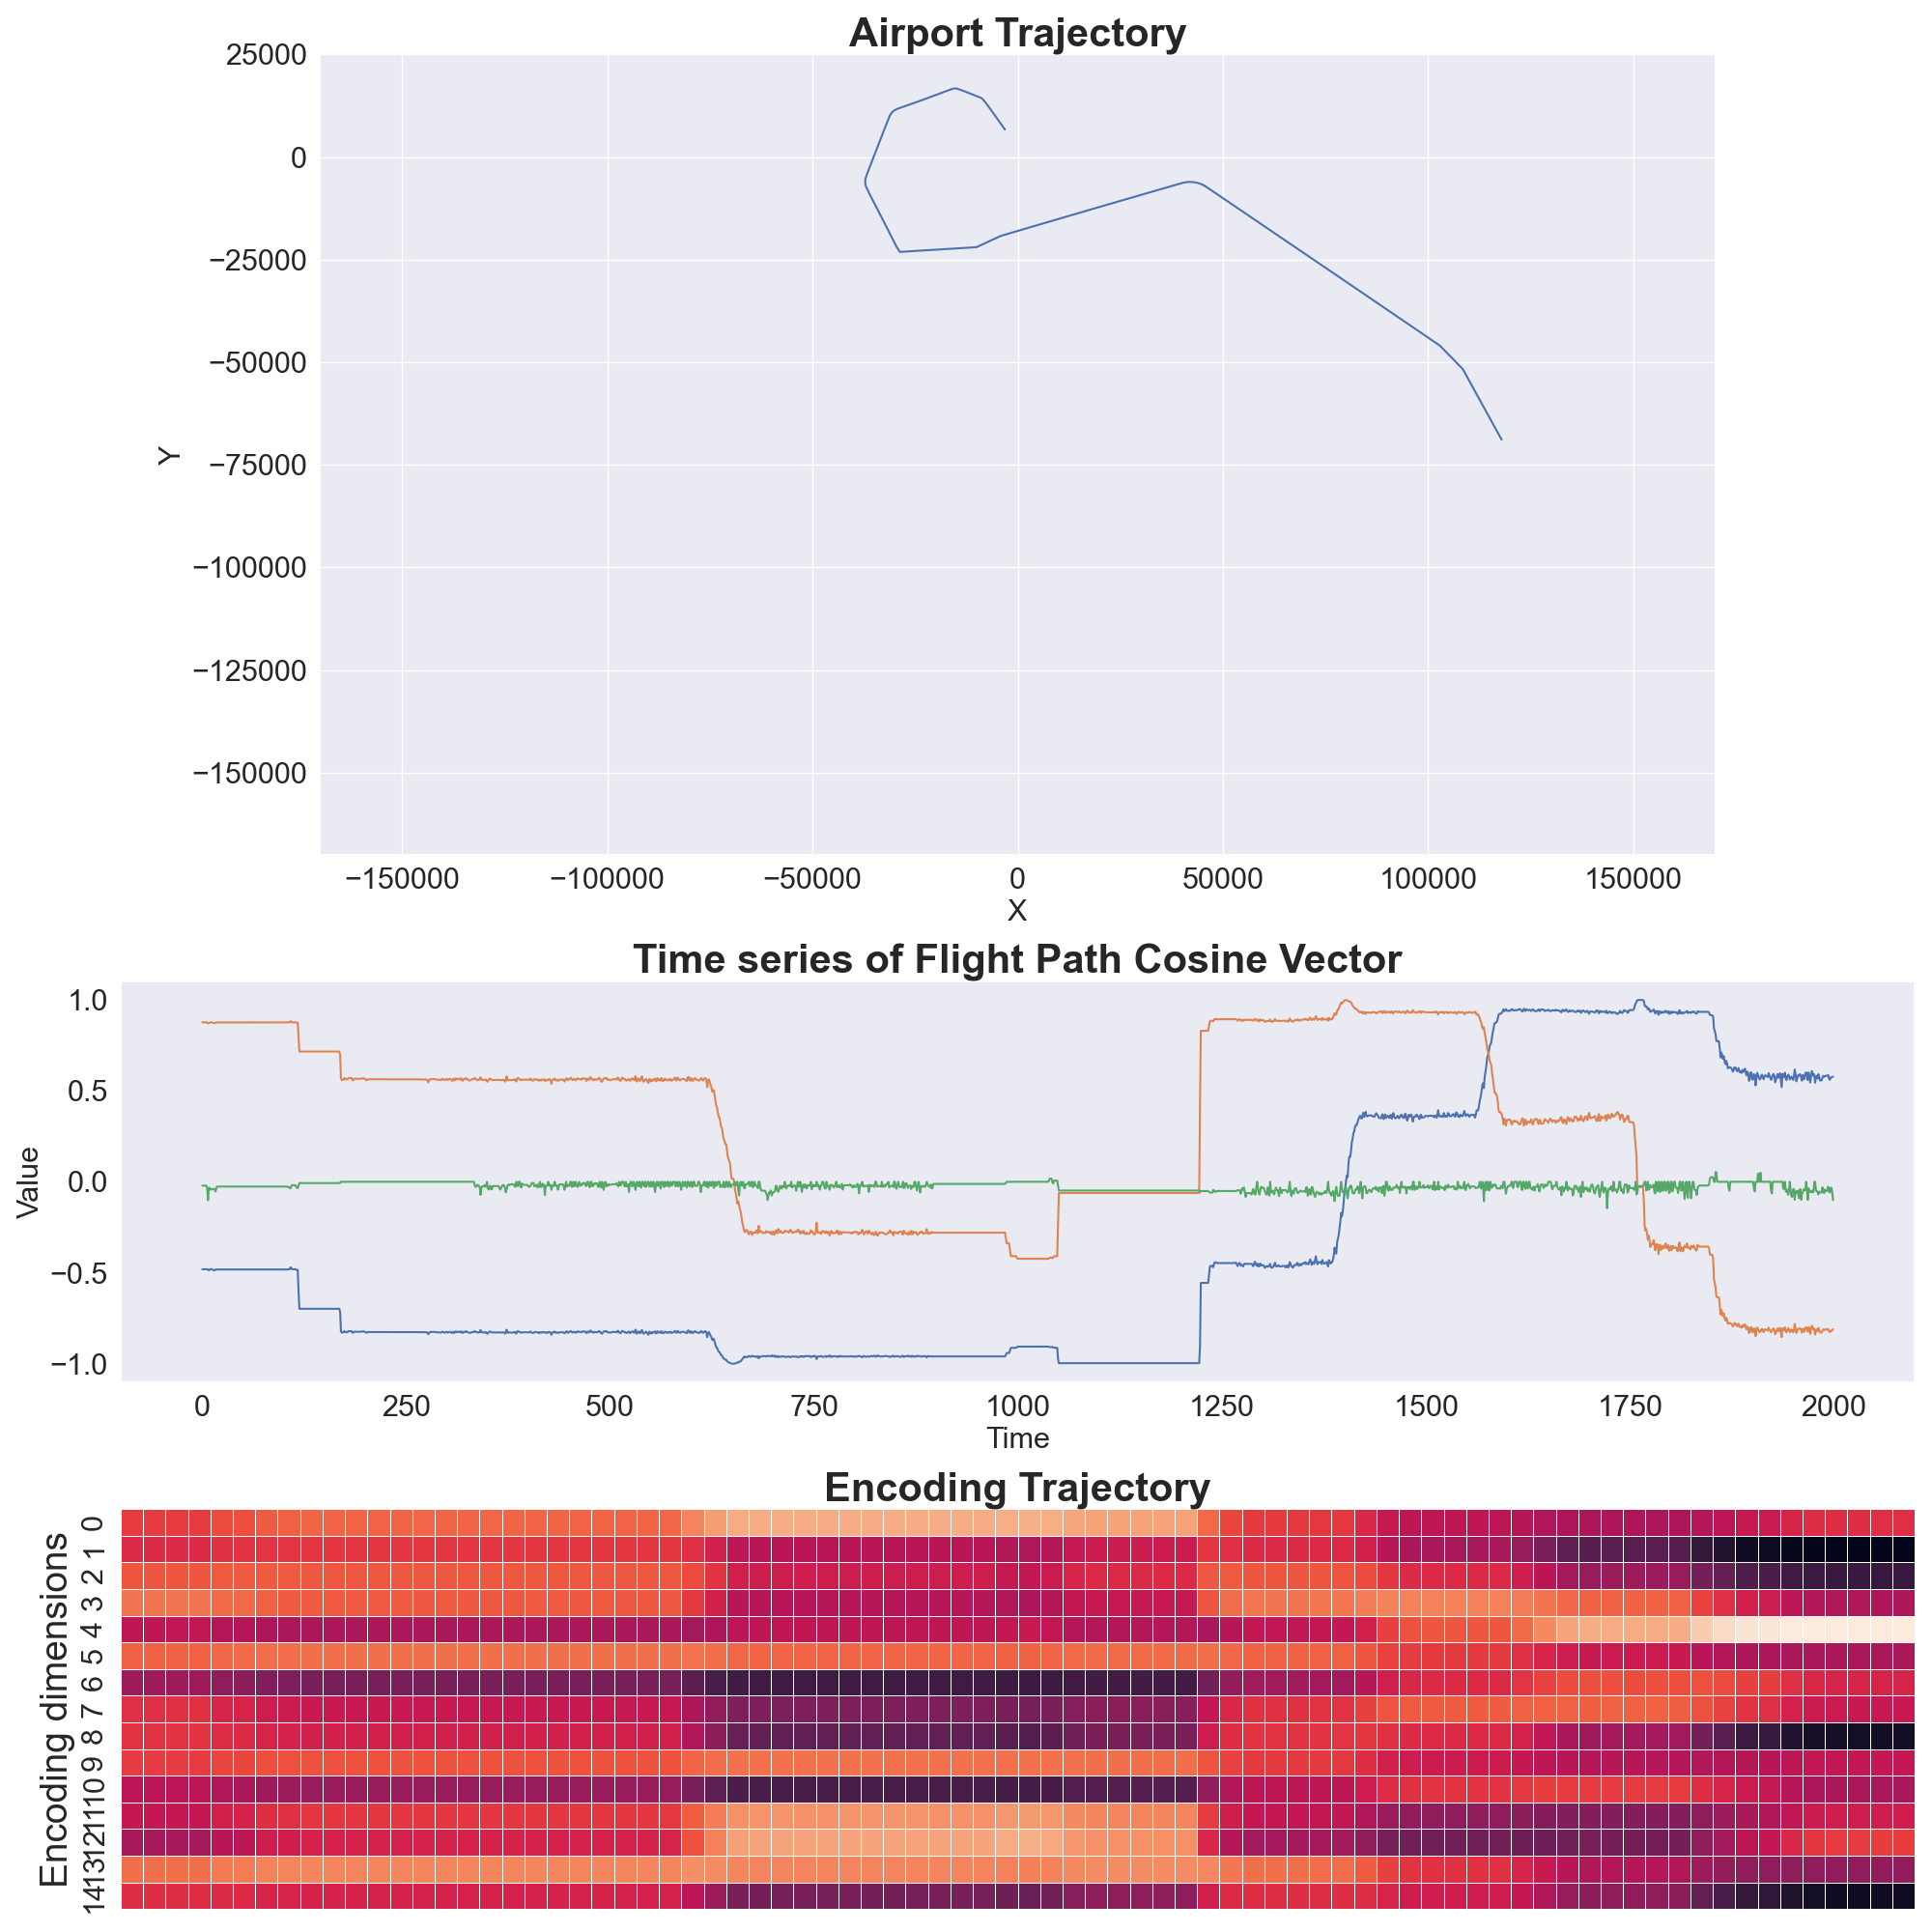 Airport Trajectory
25000
0
−25000
−50000
−75000
−100000
−125000
−150000
Y
−150000 −100000 −50000 0 50000 100000 150000
X
Time series of Flight Path Cosine Vector
1.0
0.5
0.0
−0.5
−1.0
Value
0 250 500 750 1000 1250 1500 1750 2000
Time
Encoding Trajectory
Encoding dimensions
0
1
2
3
4
5
6
7
8
9
10
11
12
13
14